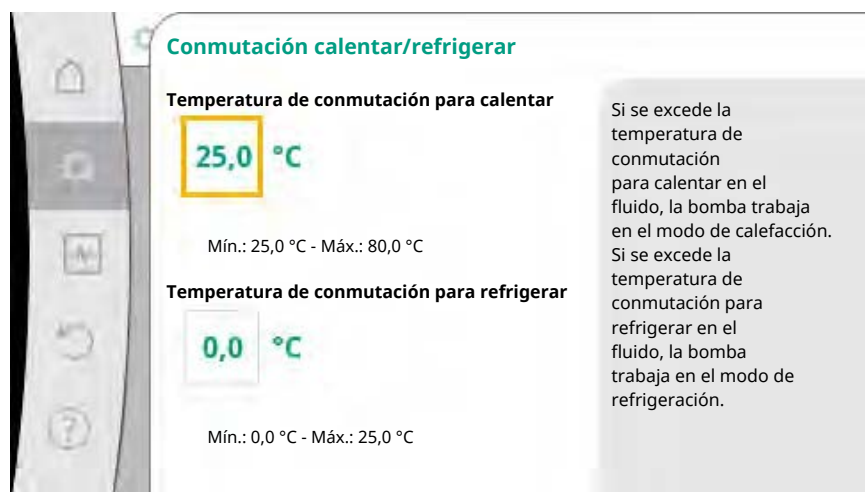 Conmutación calentar/refrigerar
Temperatura de conmutación para calentar
25,0 °C
Mín.: 25,0 °C - Máx.: 80,0 °C
Temperatura de conmutación para refrigerar
0,0 °C
Mín.: 0,0 °C - Máx.: 25,0 °C
Si se excede la
temperatura de
conmutación
para calentar en el
fluido, la bomba trabaja
en el modo de calefacción.
Si se excede la
temperatura de
conmutación para
refrigerar en el
fluido, la bomba
trabaja en el modo de
refrigeración.